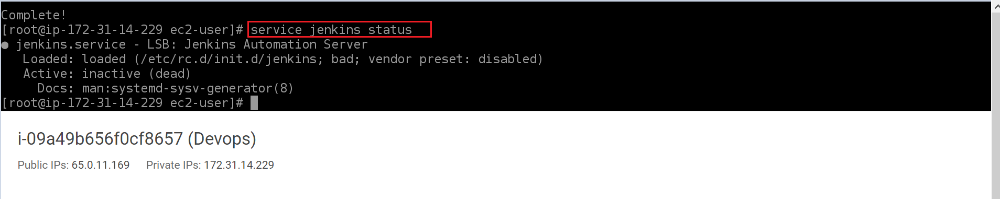 Complete!
[root@ip-172-31-14-229 ec2-user]# service jenkins status
● jenkins.service - LSB: Jenkins Automation Server
   Loaded: loaded (/etc/rc.d/init.d/jenkins; bad; vendor preset: disabled)
   Active: inactive (dead)
     Docs: man:systemd-sysv-generator(8)
[root@ip-172-31-14-229 ec2-user]#
i-09a49b656f0cf8657 (Devops)
Public IPs: 65.0.11.169 Private IPs: 172.31.14.229